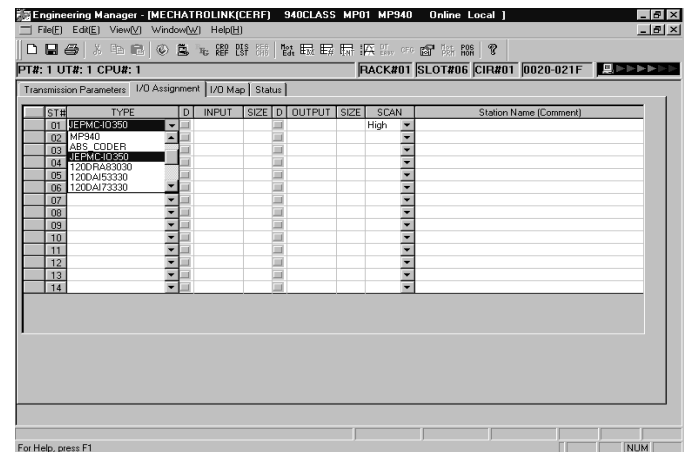 Engineering Manager - [MECHATROLINK(CERF)   940CLASS  MP01  MP940     Online  Local  ]
File(F)  Edit(E)  View(V)  Window(W)  Help(H)
PT#: 1 UT#: 1 CPU#: 1  RACK#01  SLOT#06  CIR#01  0020-021F
Transmission Parameters  I/O Assignment  I/O Map  Status
ST#  TYPE  D  INPUT  SIZE  D  OUTPUT  SIZE  SCAN  Station Name (Comment)
01  JEPMC-IO350  High
02  MP940
03  ABS_CODER
JEPMC-IO350
04  120DRA83030
05  120DAI53330
06  120DAI73330
07
08
09
10
11
12
13
14
For Help, press F1  NUM